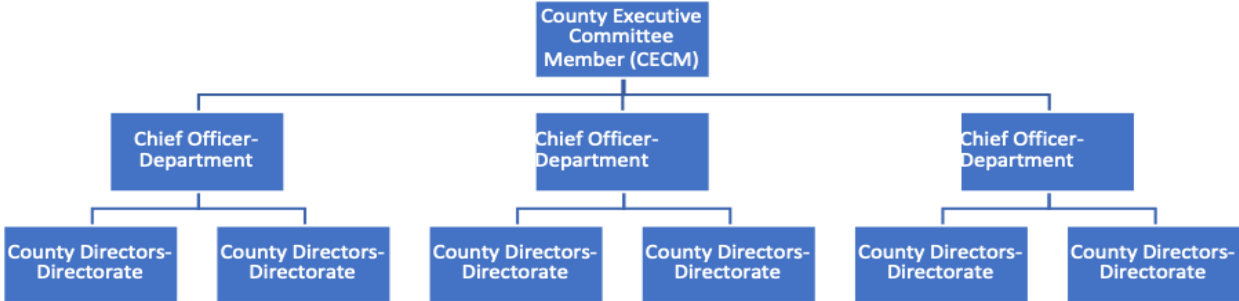 County Executive
Committee
Member (CECM)
Chief Officer-
Department
Chief Officer-
Department
Chief Officer-
Department
County Directors-
Directorate
County Directors-
Directorate
County Directors-
Directorate
County Directors-
Directorate
County Directors-
Directorate
County Directors-
Directorate